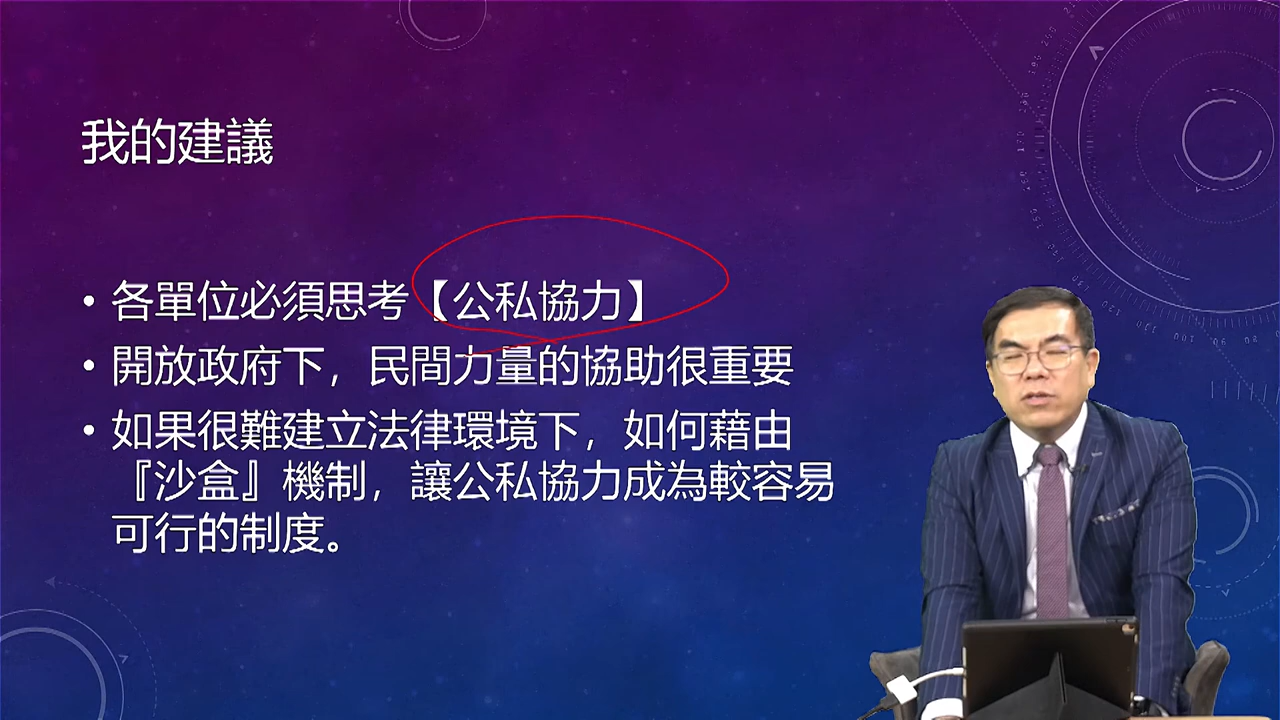 我的建議
• 各單位必須思考【公私協力】
• 開放政府下，民間力量的協助很重要
• 如果很難建立法律環境下，如何藉由
『沙盒』機制，讓公私協力成為較容易
可行的制度。